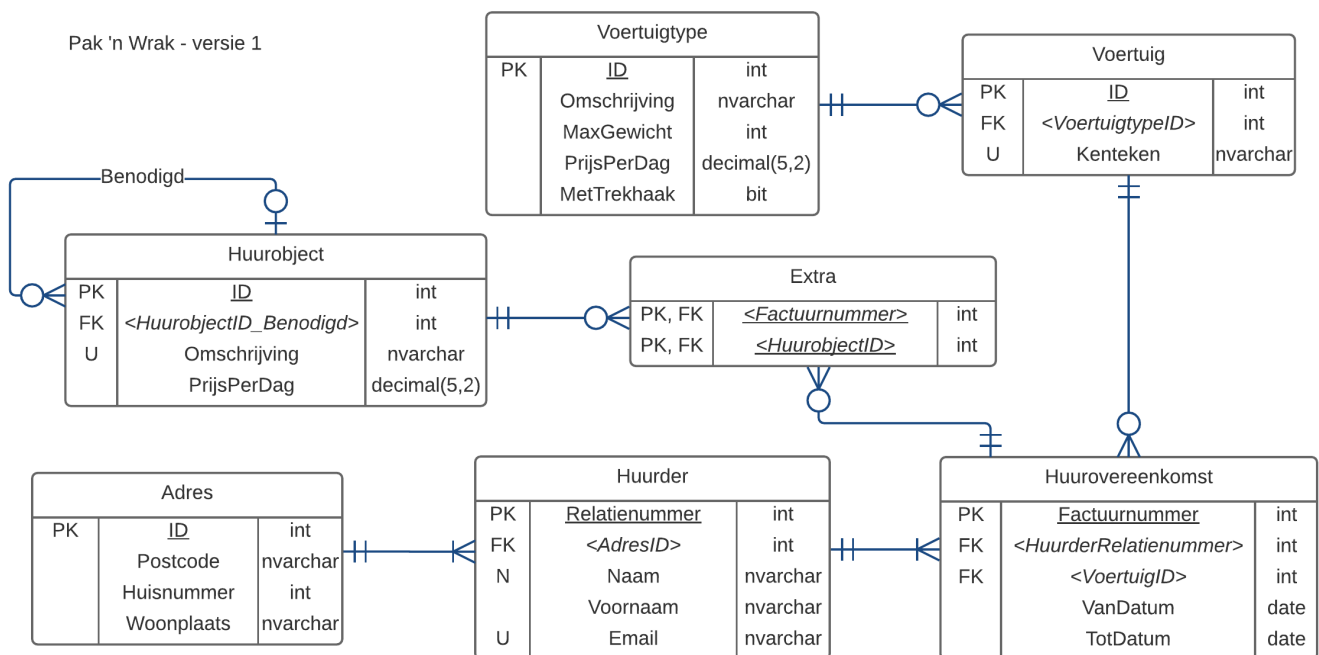 Pak 'n Wrak - versie 1
Voertuigtype
PK ID int
Omschrijving nvarchar
MaxGewicht int
PrijsPerDag decimal(5,2)
MetTrekhaak bit
Voertuig
PK ID int
FK <VoertuigtypeID> int
U Kenteken nvarchar
Benodigd
Huurobject
PK ID int
FK <HuurobjectID_Benodigd> int
U Omschrijving nvarchar
PrijsPerDag decimal(5,2)
Extra
PK, FK <Factuurnummer> int
PK, FK <HuurobjectID> int
Adres
PK ID int
Postcode nvarchar
Huisnummer int
Woonplaats nvarchar
Huurder
PK Relatienummer int
FK <AdresID> int
N Naam nvarchar
Voornaam nvarchar
U Email nvarchar
Huurovereenkomst
PK Factuurnummer int
FK <HuurderRelatienummer> int
FK <VoertuigID> int
VanDatum date
TotDatum date